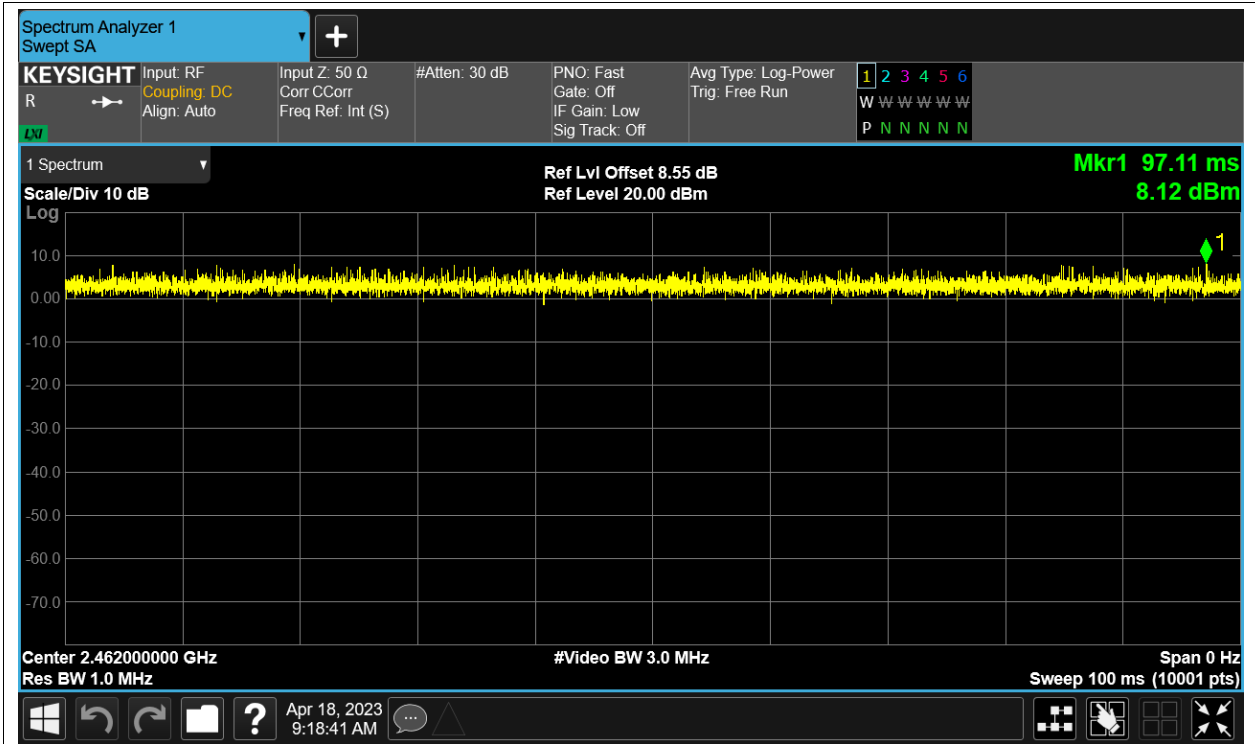 Spectrum Analyzer 1
Swept SA
+
KEYSIGHT Input: RF Input Z: 50 Ω #Atten: 30 dB PNO: Fast Avg Type: Log-Power 1 2 3 4 5 6
R Coupling: DC Corr CCorr Gate: Off Trig: Free Run W W W W W W
Align: Auto Freq Ref: Int (S) IF Gain: Low
LXI Sig Track: Off P N N N N N
1 Spectrum Ref Lvl Offset 8.55 dB Mkr1 97.11 ms
Scale/Div 10 dB Ref Level 20.00 dBm 8.12 dBm
Log
1
10.0
0.00
-10.0
-20.0
-30.0
-40.0
-50.0
-60.0
-70.0
Center 2.462000000 GHz #Video BW 3.0 MHz Span 0 Hz
Res BW 1.0 MHz Sweep 100 ms (10001 pts)
? Apr 18, 2023
9:18:41 AM